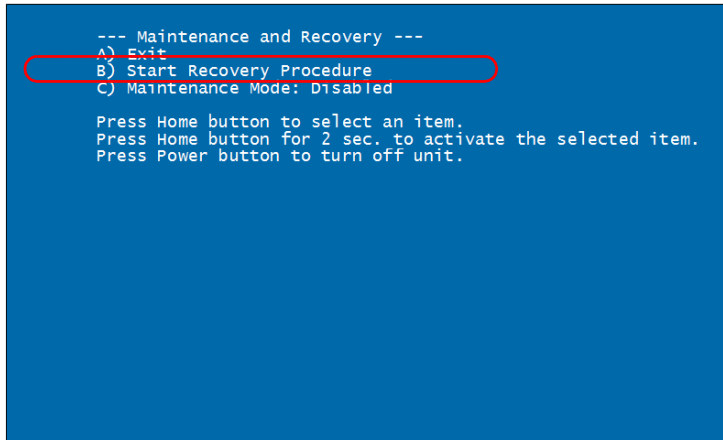 --- Maintenance and Recovery ---
A) Exit
B) Start Recovery Procedure
C) Maintenance Mode: Disabled
Press Home button to select an item.
Press Home button for 2 sec. to activate the selected item.
Press Power button to turn off unit.